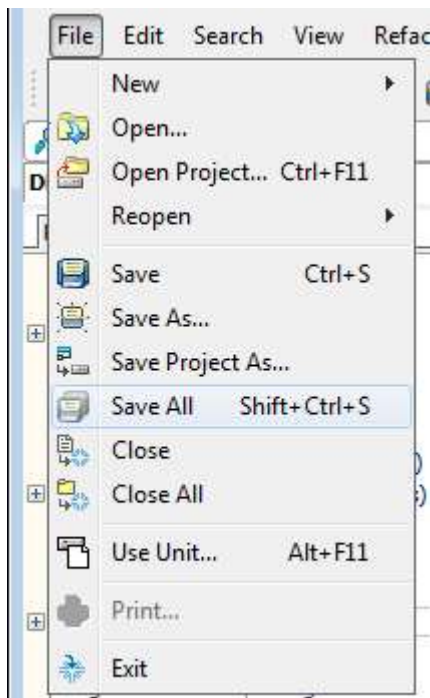 File Edit Search View Refac
New
Open...
Open Project... Ctrl+F11
Reopen
Save Ctrl+S
Save As...
Save Project As...
Save All Shift+Ctrl+S
Close
Close All
Use Unit... Alt+F11
Print...
Exit